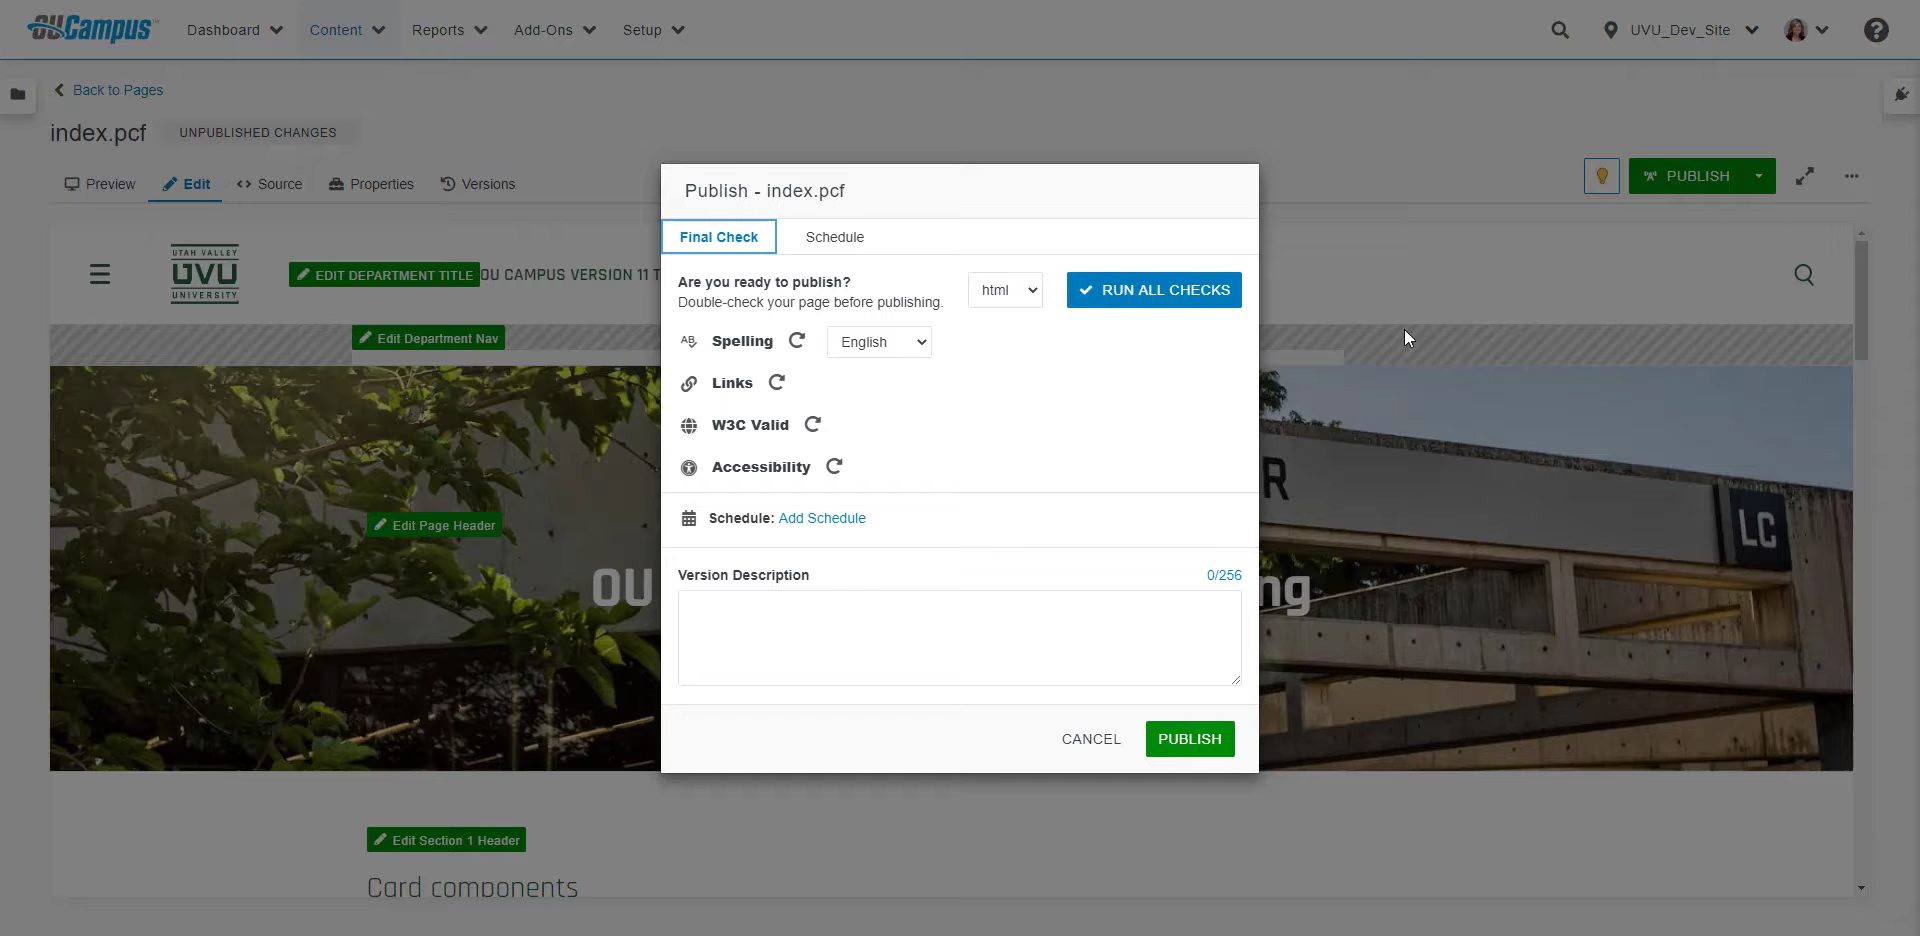 OU Campus
Dashboard
Content
Reports
Add-Ons
Setup
UVU_Dev_Site
Back to Pages
index.pcf
UNPUBLISHED CHANGES
Preview
Edit
Source
Properties
Versions
PUBLISH
UTAH VALLEY
UVU
UNIVERSITY
EDIT DEPARTMENT TITLE
OU CAMPUS VERSION 11 T
Edit Department Nav
Edit Page Header
OU
ng
R
LC
Edit Section 1 Header
Card components
Publish - index.pcf
Final Check
Schedule
Are you ready to publish?
Double-check your page before publishing.
html
RUN ALL CHECKS
Spelling
English
Links
W3C Valid
Accessibility
Schedule: Add Schedule
Version Description
0/256
CANCEL
PUBLISH